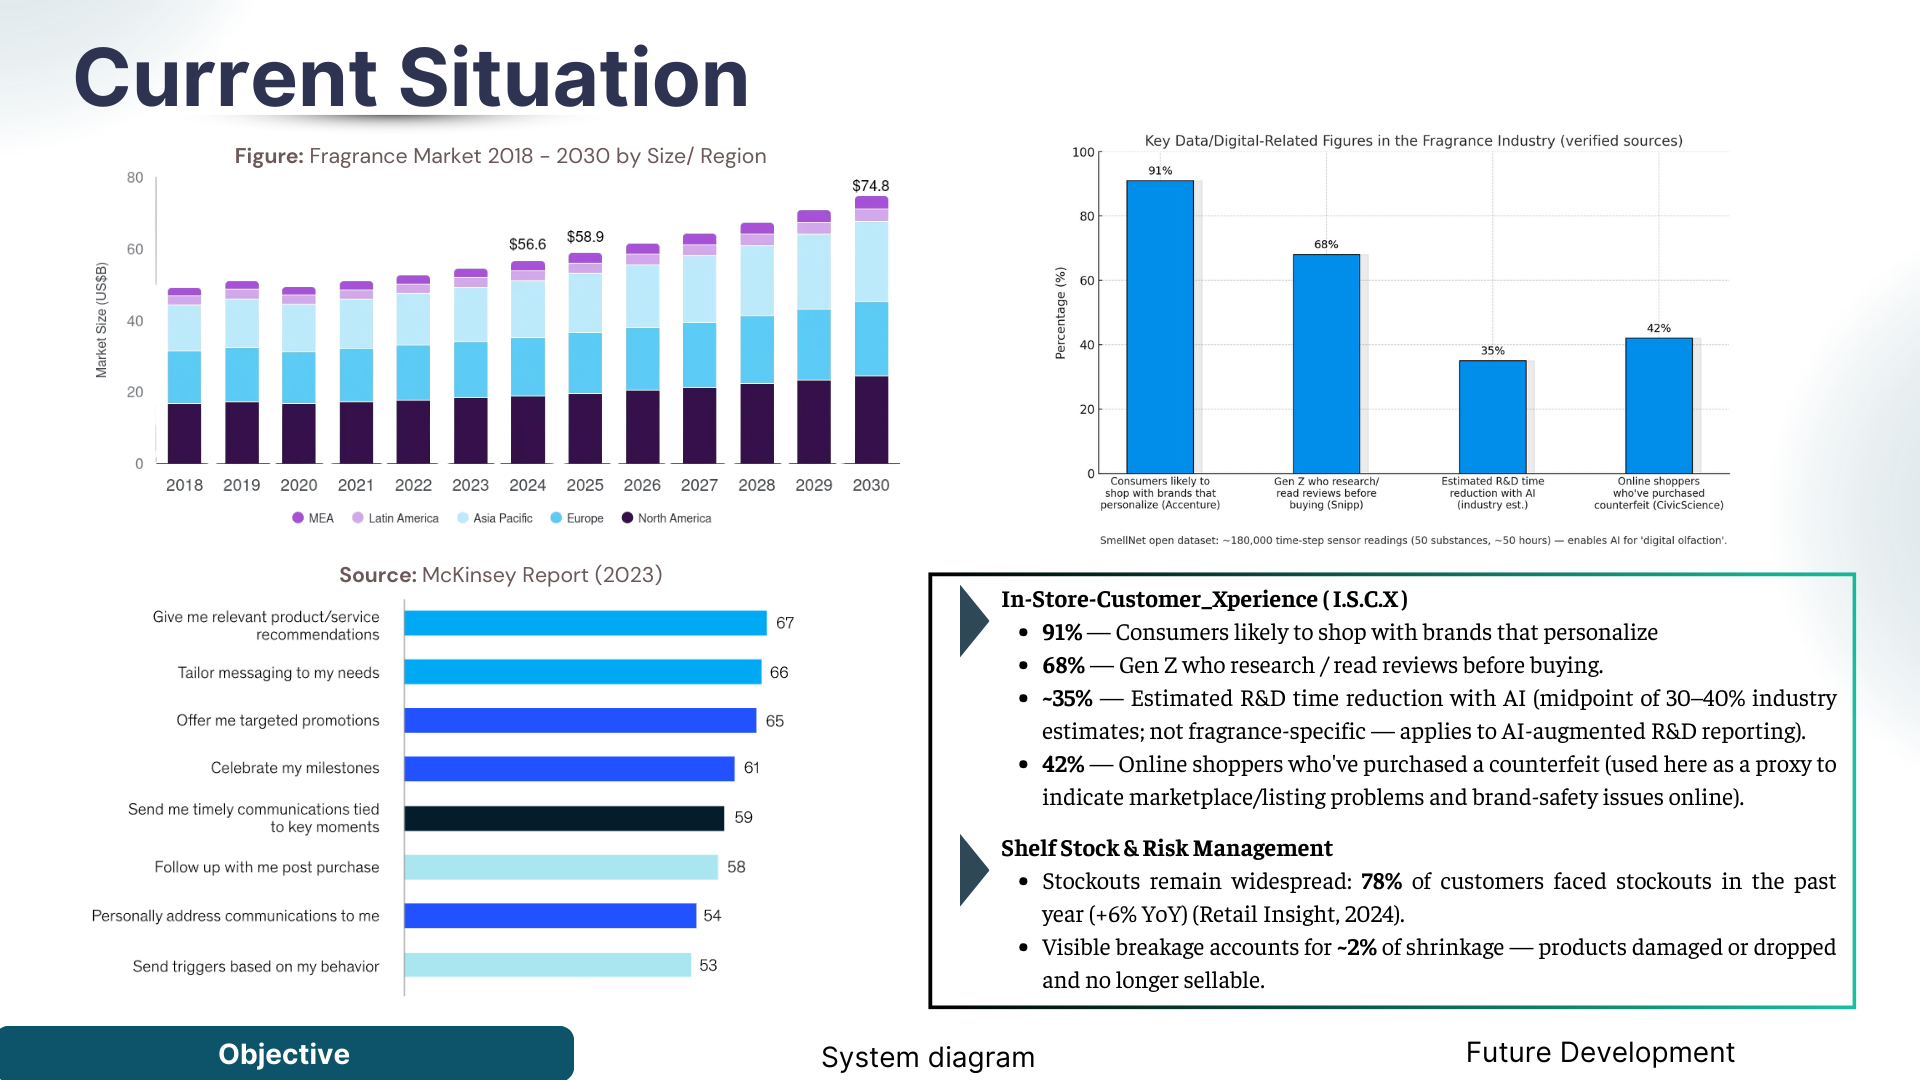 Current Situation
Figure: Fragrance Market 2018 - 2030 by Size/ Region
Market Size (US$B)
80
60
40
20
0
$56.6
$58.9
$74.8
2018 2019 2020 2021 2022 2023 2024 2025 2026 2027 2028 2029 2030
MEA Latin America Asia Pacific Europe North America
Source: McKinsey Report (2023)
Give me relevant product/service
recommendations
67
Tailor messaging to my needs
66
Offer me targeted promotions
65
Celebrate my milestones
61
Send me timely communications tied
to key moments
59
Follow up with me post purchase
58
Personally address communications to me
54
Send triggers based on my behavior
53
Key Data/Digital-Related Figures in the Fragrance Industry (verified sources)
Percentage (%)
100
80
60
40
20
0
91%
68%
35%
42%
Consumers likely to
shop with brands that
personalize (Accenture)
Gen Z who research/
read reviews before
buying (Snipp)
Estimated R&D time
reduction with AI
(industry est.)
Online shoppers
who've purchased
counterfeit (CivicScience)
SmellNet open dataset: ~180,000 time-step sensor readings (50 substances, ~50 hours) — enables AI for 'digital olfaction'.
In-Store-Customer_Xperience ( I.S.C.X )
• 91% — Consumers likely to shop with brands that personalize
• 68% — Gen Z who research / read reviews before buying.
• ~35% — Estimated R&D time reduction with AI (midpoint of 30–40% industry
estimates; not fragrance-specific — applies to AI-augmented R&D reporting).
• 42% — Online shoppers who've purchased a counterfeit (used here as a proxy to
indicate marketplace/listing problems and brand-safety issues online).
Shelf Stock & Risk Management
• Stockouts remain widespread: 78% of customers faced stockouts in the past
year (+6% YoY) (Retail Insight, 2024).
• Visible breakage accounts for ~2% of shrinkage — products damaged or dropped
and no longer sellable.
Objective
System diagram
Future Development